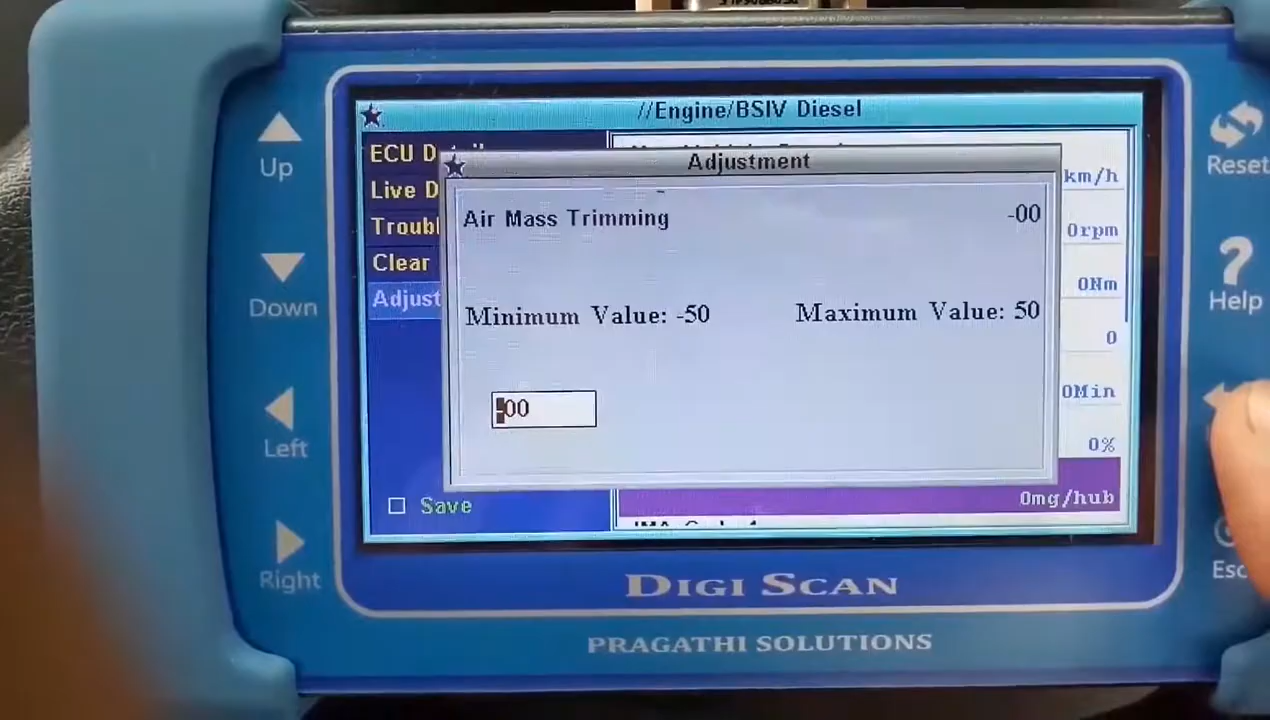 //Engine/BSIV Diesel
Up
Reset
ECU
Live D
Troubl
Clear
Adjust
Adjustment
km/h
Air Mass Trimming -00
0rpm
0Nm
Minimum Value: -50 Maximum Value: 50
Down
Help
0
0Min
-00
0%
Left
Save
0mg/hub
Right
Esc
DIGI SCAN
PRAGATHI SOLUTIONS